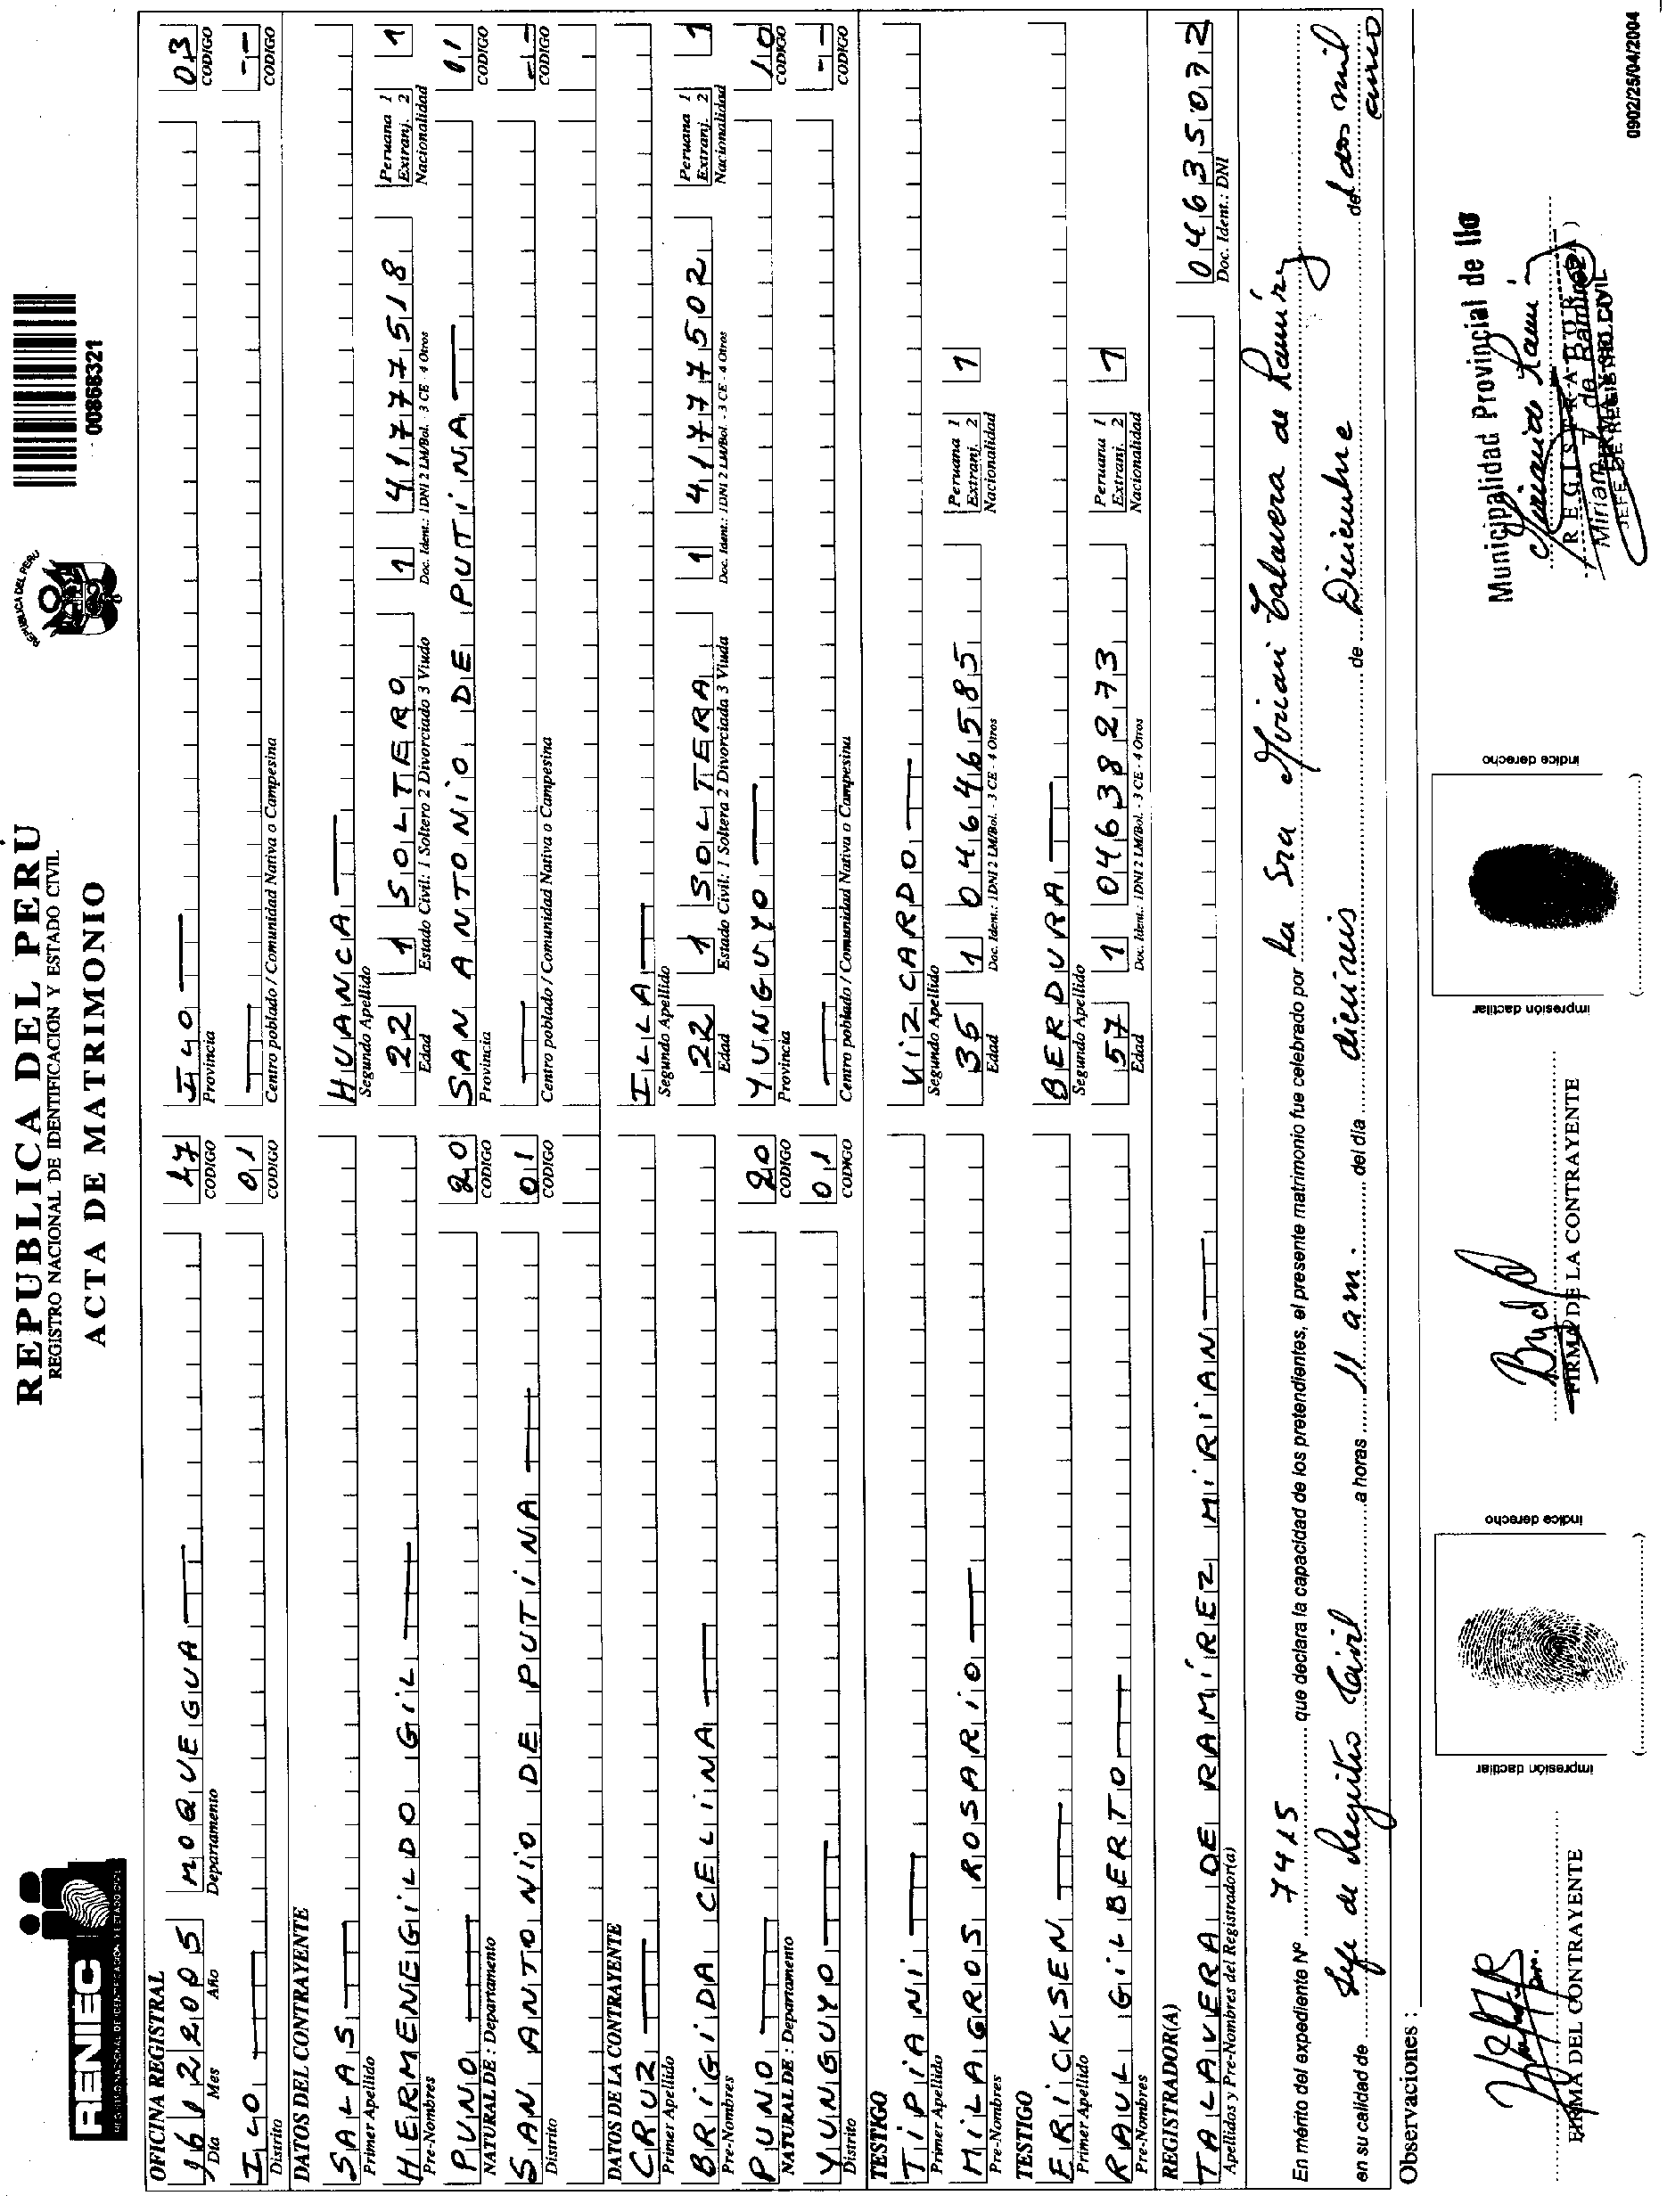 RENIEC
REGISTRO NACIONAL DE IDENTIFICACIÓN Y ESTADO CIVIL
REPUBLICA DEL PERÚ
REGISTRO NACIONAL DE IDENTIFICACIÓN Y ESTADO CIVIL
ACTA DE MATRIMONIO
REPUBLICA DEL PERU
00868321
OFICINA REGISTRAL
16 12 2005 MOQUEGUA 17 ILO 03
Día Mes Año Departamento CODIGO Provincia CODIGO
ILO 01 --
Distrito CODIGO Centro poblado / Comunidad Nativa o Campesina CODIGO
DATOS DEL CONTRAYENTE
SALAS HUANCA
Primer Apellido Segundo Apellido
HERMENEGILDO GIL 22 1 SOLTERO 1 41777518 Peruana 1 Extranj. 2 1
Pre-Nombres Edad Estado Civil: 1 Soltero 2 Divorciado 3 Viudo Doc. Ident.: 1DNI 2 LM/Bol. - 3 CE - 4 Otros Nacionalidad
PUNO 20 SAN ANTONIO DE PUTINA 11
NATURAL DE : Departamento CODIGO Provincia CODIGO
SAN ANTONIO DE PUTINA 01 --
Distrito CODIGO Centro poblado / Comunidad Nativa o Campesina CODIGO
DATOS DE LA CONTRAYENTE
CRUZ ILLA
Primer Apellido Segundo Apellido
BRIGIDA CELINA 22 1 SOLTERA 1 41777502 Peruana 1 Extranj. 2 1
Pre-Nombres Edad Estado Civil: 1 Soltera 2 Divorciada 3 Viuda Doc. Ident.: 1DNI 2 LM/Bol. - 3 CE - 4 Otros Nacionalidad
PUNO 20 YUNGUYO 10
NATURAL DE : Departamento CODIGO Provincia CODIGO
YUNGUYO 01 --
Distrito CODIGO Centro poblado / Comunidad Nativa o Campesina CODIGO
TESTIGO
TIPIANI VIZCARDO
Primer Apellido Segundo Apellido
MILAGROS ROSARIO 35 1 04646585 Peruana 1 Extranj. 2 1
Pre-Nombres Edad Doc. Ident.: 1DNI 2 LM/Bol. - 3 CE - 4 Otros Nacionalidad
TESTIGO
ERICKSEN BERDURA
Primer Apellido Segundo Apellido
RAUL GILBERTO 57 1 04638273 Peruana 1 Extranj. 2 1
Pre-Nombres Edad Doc. Ident.: 1DNI 2 LM/Bol. - 3 CE - 4 Otros Nacionalidad
REGISTRADOR(A)
TALAVERA DE RAMIREZ MIRIAN 04635072
Apellidos y Pre-Nombres del Registrador(a) Doc. Ident.: DNI
En mérito del expediente Nº 7415 que declara la capacidad de los pretendientes, el presente matrimonio fue celebrado por La Sra Mirian Talavera de Ramirez
en su calidad de Jefe de Registro Civil a horas 11 am. del día dieciseis de Diciembre de dos mil cinco
Observaciones :
FIRMA DEL CONTRAYENTE
impresión dactilar
índice derecho
FIRMA DE LA CONTRAYENTE
impresión dactilar
índice derecho
Municipalidad Provincial de Ilo
REGISTRADOR(A)
Miriam T. de Ramirez
JEFE DE REGISTRO CIVIL
0902/25/04/2004